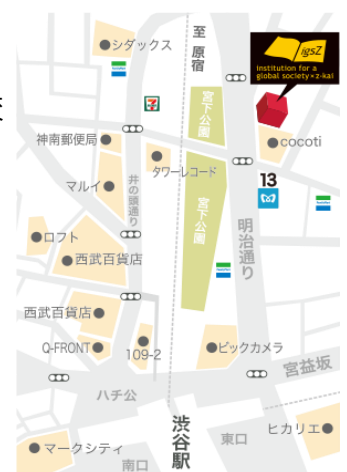 至
原宿
シダックス
igsZ
institution for a
global society×z-kai
宮下公園
神南郵便局
cocoti
タワーレコード
13
マルイ
井の頭通り
宮下公園
明治通り
ロフト
西武百貨店
西武百貨店
Q-FRONT
109-2
ビックカメラ
宮益坂
ハチ公
渋谷駅
東口
ヒカリエ
マークシティ
南口